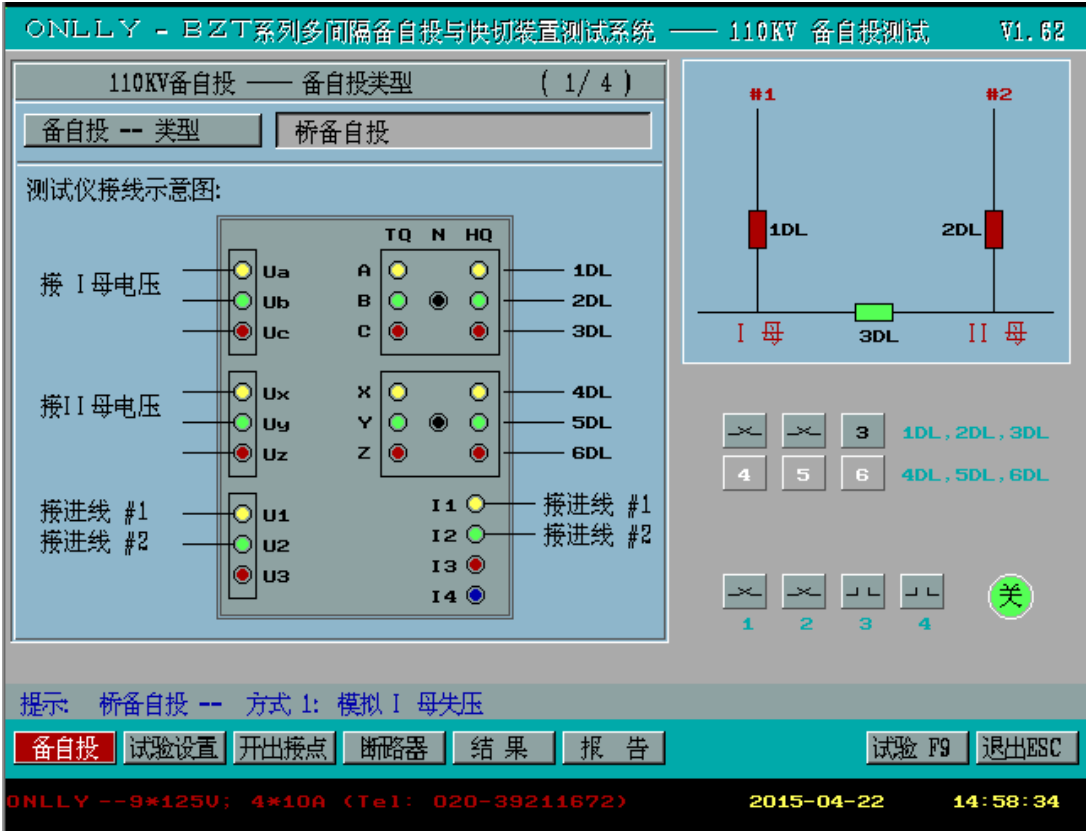 ONLLY - BZT系列多间隔备自投与快切装置测试系统 —— 110KV 备自投测试 V1.62
110KV备自投 —— 备自投类型 ( 1/ 4 )
备自投 -- 类型 桥备自投
测试仪接线示意图:
TQ N HQ
接 I 母电压
Ua A 1DL
Ub B 2DL
Uc C 3DL
接II母电压
Ux X 4DL
Uy Y 5DL
Uz Z 6DL
接进线 #1 U1 I1 接进线 #1
接进线 #2 U2 I2 接进线 #2
U3 I3
I4
#1 #2
1DL 2DL
I 母 3DL II 母
3 1DL,2DL,3DL
4 5 6 4DL,5DL,6DL
关
1 2 3 4
提示: 桥备自投 -- 方式 1: 模拟 I 母失压
备自投 试验设置 开出接点 断路器 结 果 报 告 试验 F9 退出ESC
ONLLY --9*125V; 4*10A (Tel: 020-39211672) 2015-04-22 14:58:34